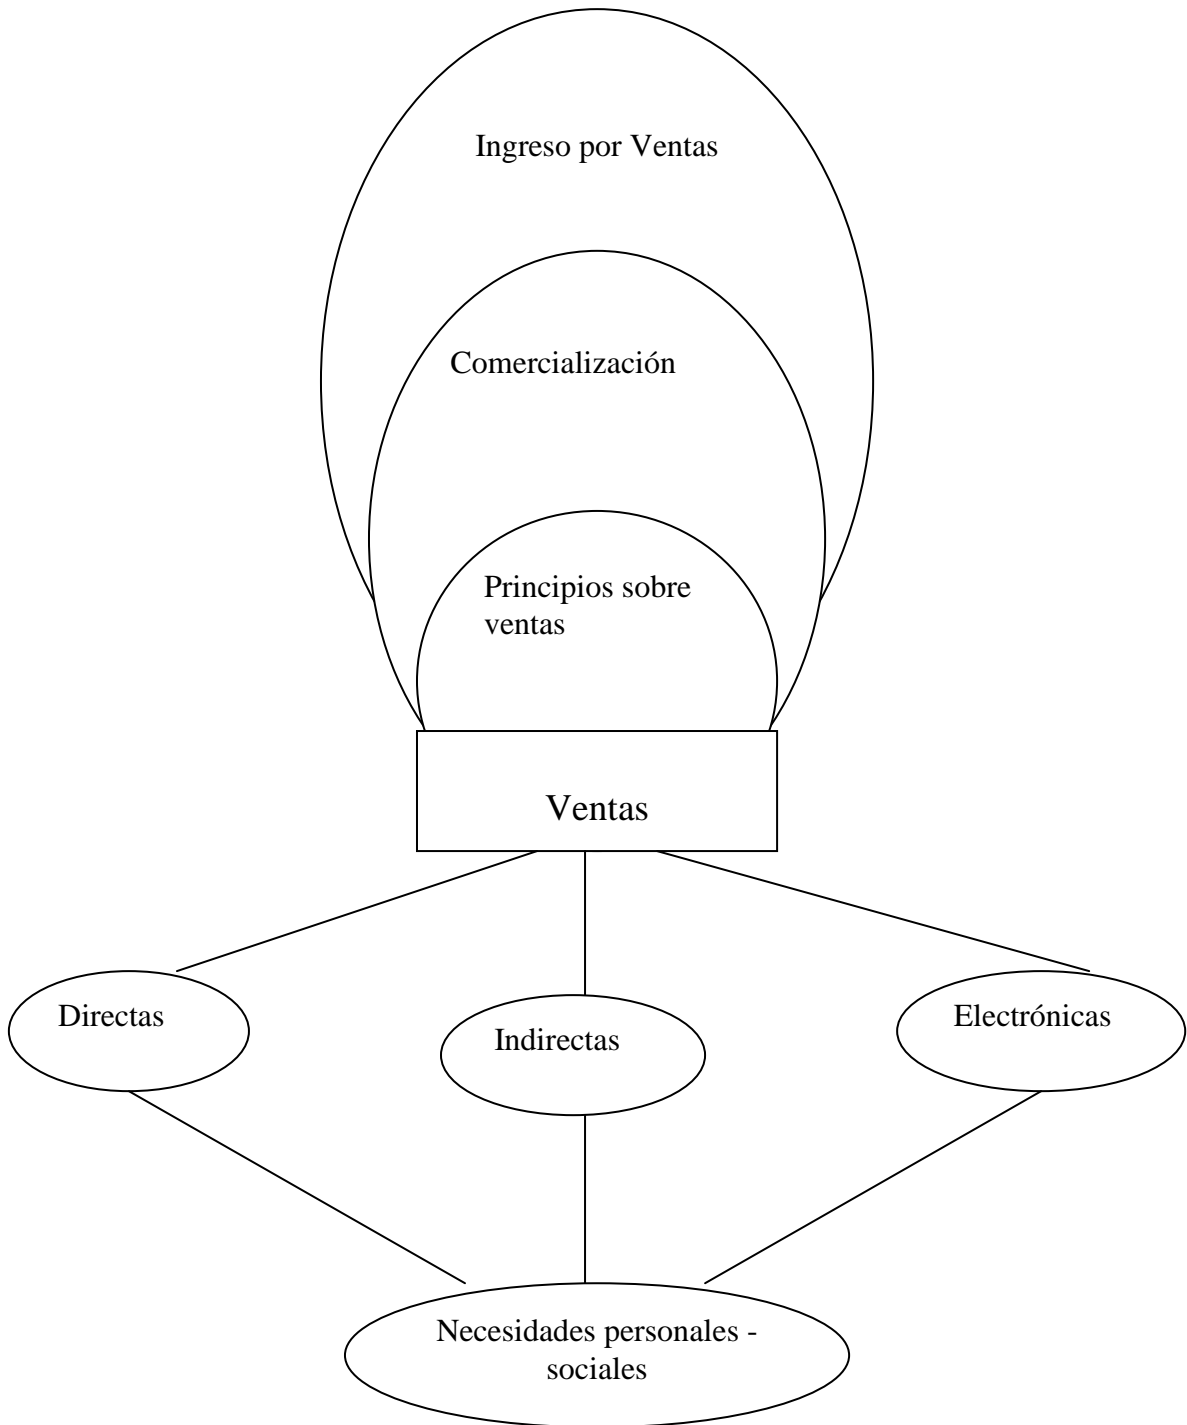 Ingreso por Ventas
Comercialización
Principios sobre
ventas
Ventas
Directas
Indirectas
Electrónicas
Necesidades personales -
sociales